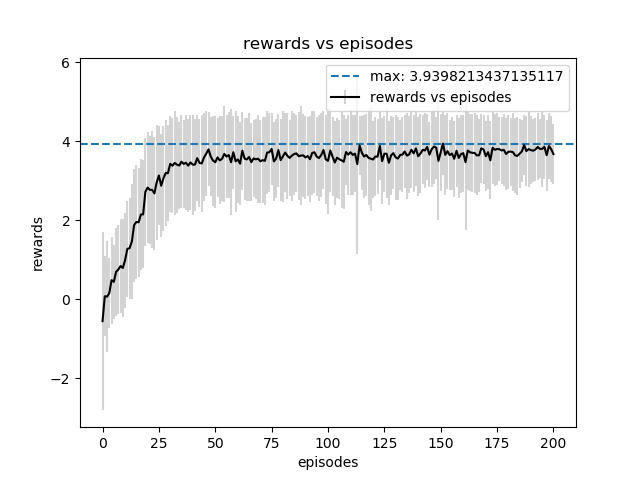 rewards vs episodes
max: 3.9398213437135117
rewards vs episodes
6
4
2
0
−2
rewards
0
25
50
75
100
125
150
175
200
episodes